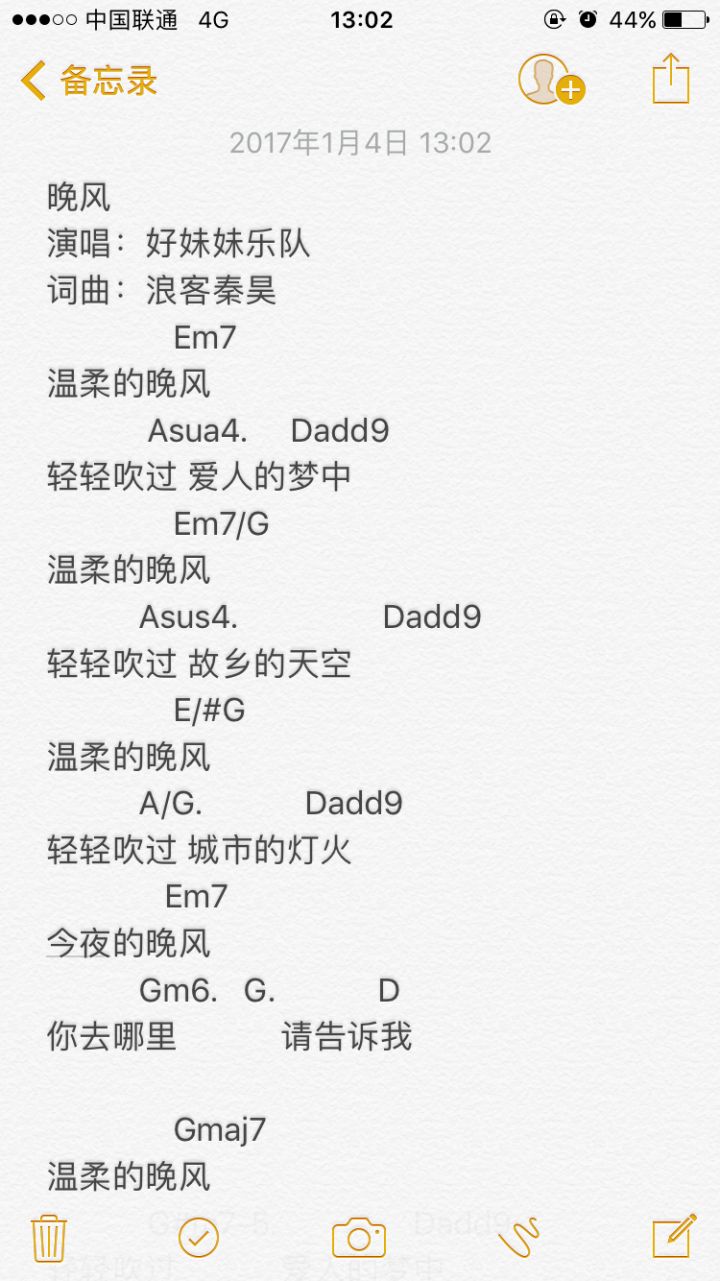 中国联通 4G 13:02 44%
备忘录
2017年1月4日 13:02
晚风
演唱：好妹妹乐队
词曲：浪客秦昊
Em7
温柔的晚风
Asua4. Dadd9
轻轻吹过 爱人的梦中
Em7/G
温柔的晚风
Asus4. Dadd9
轻轻吹过 故乡的天空
E/#G
温柔的晚风
A/G. Dadd9
轻轻吹过 城市的灯火
Em7
今夜的晚风
Gm6. G. D
你去哪里 请告诉我
Gmaj7
温柔的晚风
Dadd9
轻轻吹过 爱人的梦中